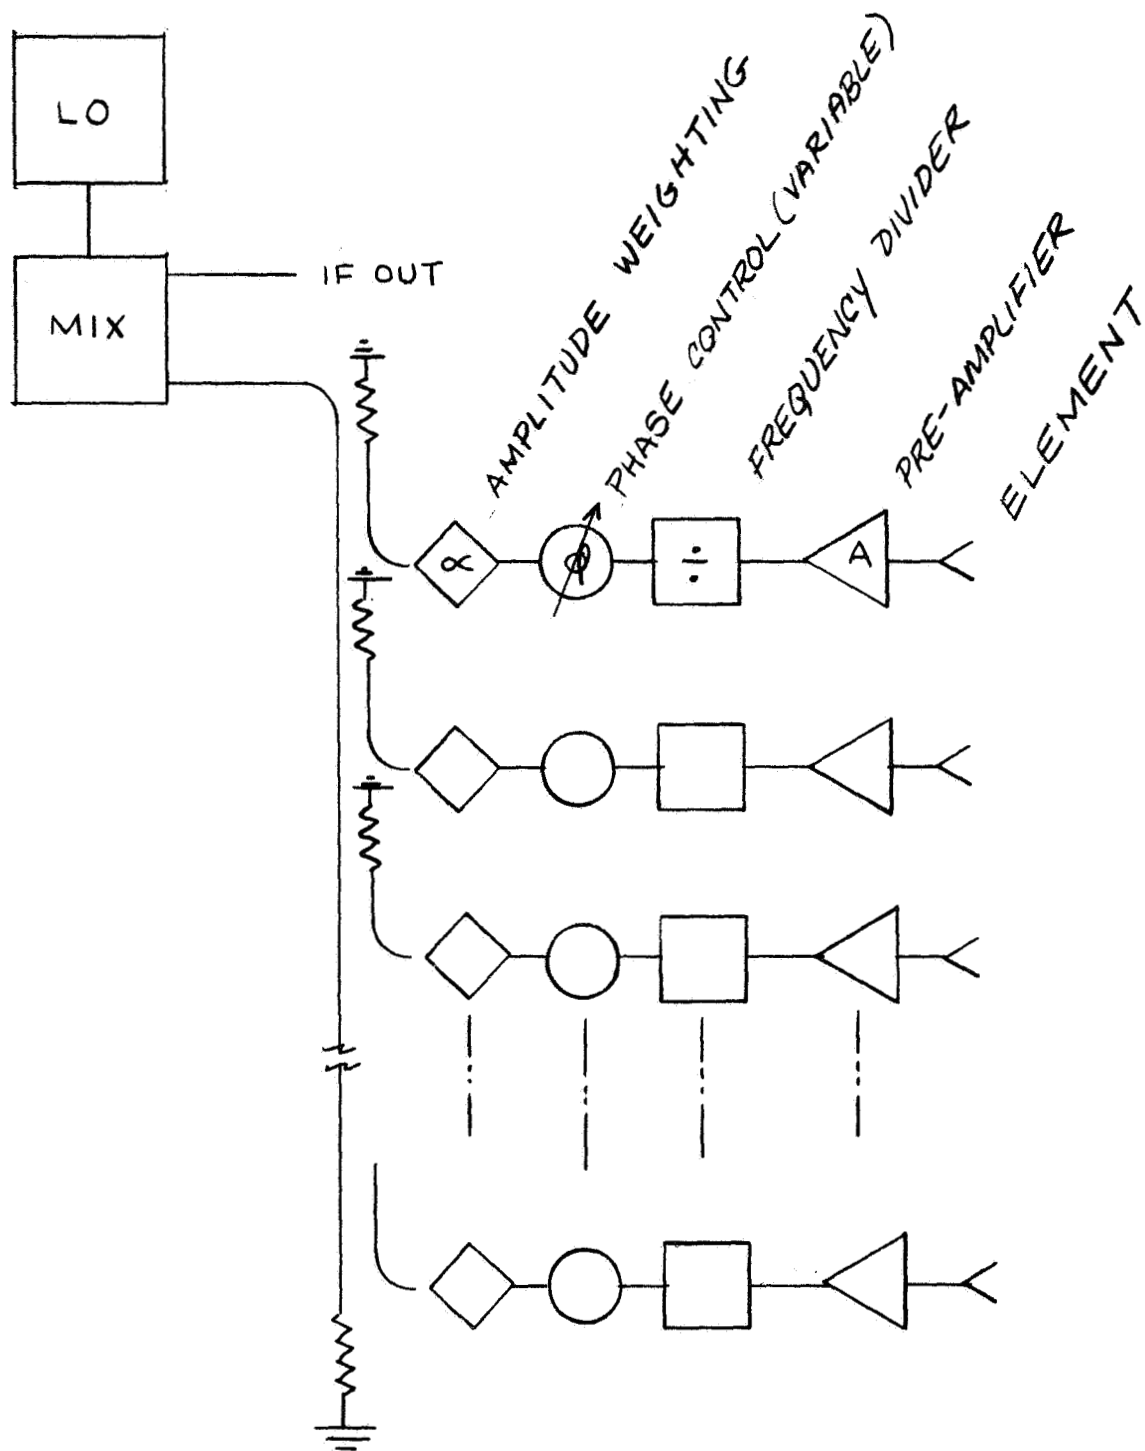 LO
MIX
IF OUT
AMPLITUDE WEIGHTING
PHASE CONTROL (VARIABLE)
FREQUENCY DIVIDER
PRE-AMPLIFIER
ELEMENT
∝
ϕ
÷
A